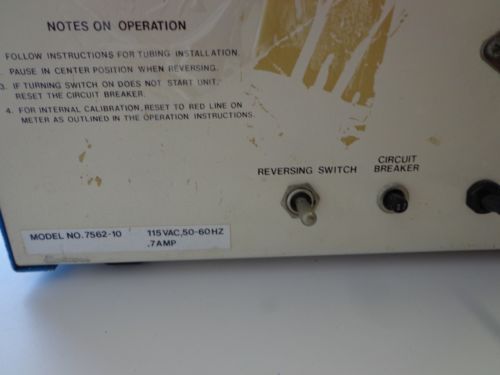 NOTES ON OPERATION
FOLLOW INSTRUCTIONS FOR TUBING INSTALLATION.
PAUSE IN CENTER POSITION WHEN REVERSING.
3. IF TURNING SWITCH ON DOES NOT START UNIT,
RESET THE CIRCUIT BREAKER.
4. FOR INTERNAL CALIBRATION, RESET TO RED LINE ON
METER AS OUTLINED IN THE OPERATION INSTRUCTIONS.
REVERSING SWITCH
CIRCUIT
BREAKER
MODEL NO. 7562-10 115 VAC, 50-60 HZ
.7 AMP